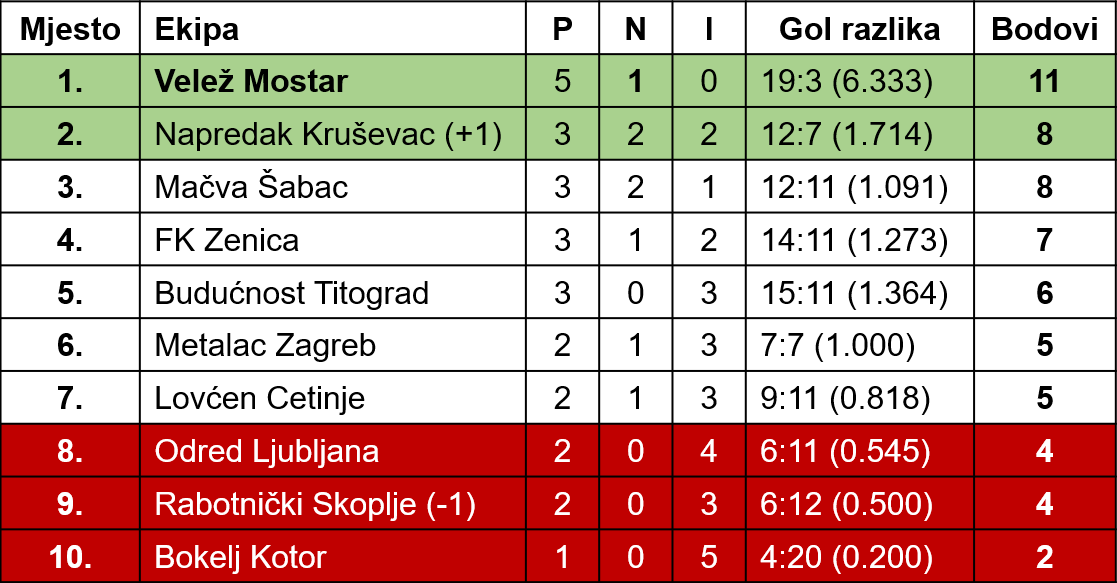 Mjesto Ekipa P N I Gol razlika Bodovi
1. Velež Mostar 5 1 0 19:3 (6.333) 11
2. Napredak Kruševac (+1) 3 2 2 12:7 (1.714) 8
3. Mačva Šabac 3 2 1 12:11 (1.091) 8
4. FK Zenica 3 1 2 14:11 (1.273) 7
5. Budućnost Titograd 3 0 3 15:11 (1.364) 6
6. Metalac Zagreb 2 1 3 7:7 (1.000) 5
7. Lovćen Cetinje 2 1 3 9:11 (0.818) 5
8. Odred Ljubljana 2 0 4 6:11 (0.545) 4
9. Rabotnički Skoplje (-1) 2 0 3 6:12 (0.500) 4
10. Bokelj Kotor 1 0 5 4:20 (0.200) 2